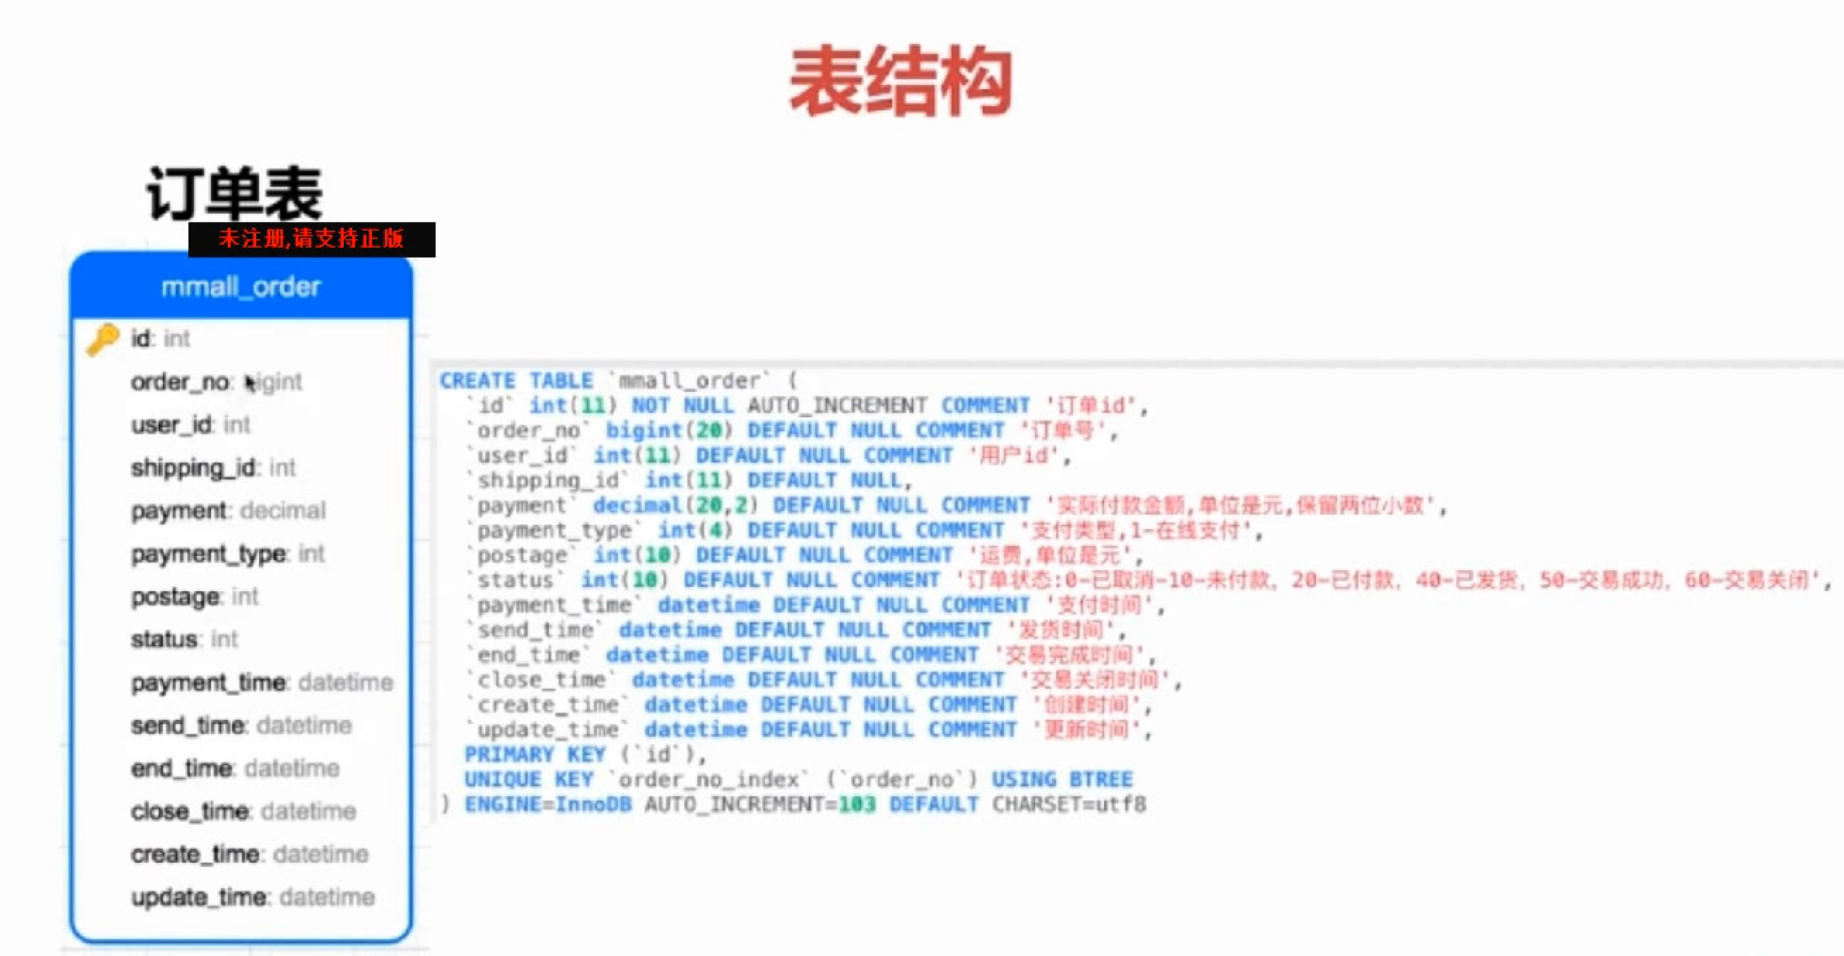 表结构
订单表
未注册,请支持正版
mmall_order
id: int
order_no: bigint
user_id: int
shipping_id: int
payment: decimal
payment_type: int
postage: int
status: int
payment_time: datetime
send_time: datetime
end_time: datetime
close_time: datetime
create_time: datetime
update_time: datetime
CREATE TABLE `mmall_order` (
`id` int(11) NOT NULL AUTO_INCREMENT COMMENT '订单id',
`order_no` bigint(20) DEFAULT NULL COMMENT '订单号',
`user_id` int(11) DEFAULT NULL COMMENT '用户id',
`shipping_id` int(11) DEFAULT NULL,
`payment` decimal(20,2) DEFAULT NULL COMMENT '实际付款金额,单位是元,保留两位小数',
`payment_type` int(4) DEFAULT NULL COMMENT '支付类型,1-在线支付',
`postage` int(10) DEFAULT NULL COMMENT '运费,单位是元',
`status` int(10) DEFAULT NULL COMMENT '订单状态:0-已取消-10-未付款, 20-已付款, 40-已发货, 50-交易成功, 60-交易关闭',
`payment_time` datetime DEFAULT NULL COMMENT '支付时间',
`send_time` datetime DEFAULT NULL COMMENT '发货时间',
`end_time` datetime DEFAULT NULL COMMENT '交易完成时间',
`close_time` datetime DEFAULT NULL COMMENT '交易关闭时间',
`create_time` datetime DEFAULT NULL COMMENT '创建时间',
`update_time` datetime DEFAULT NULL COMMENT '更新时间',
PRIMARY KEY (`id`),
UNIQUE KEY `order_no_index` (`order_no`) USING BTREE
) ENGINE=InnoDB AUTO_INCREMENT=103 DEFAULT CHARSET=utf8